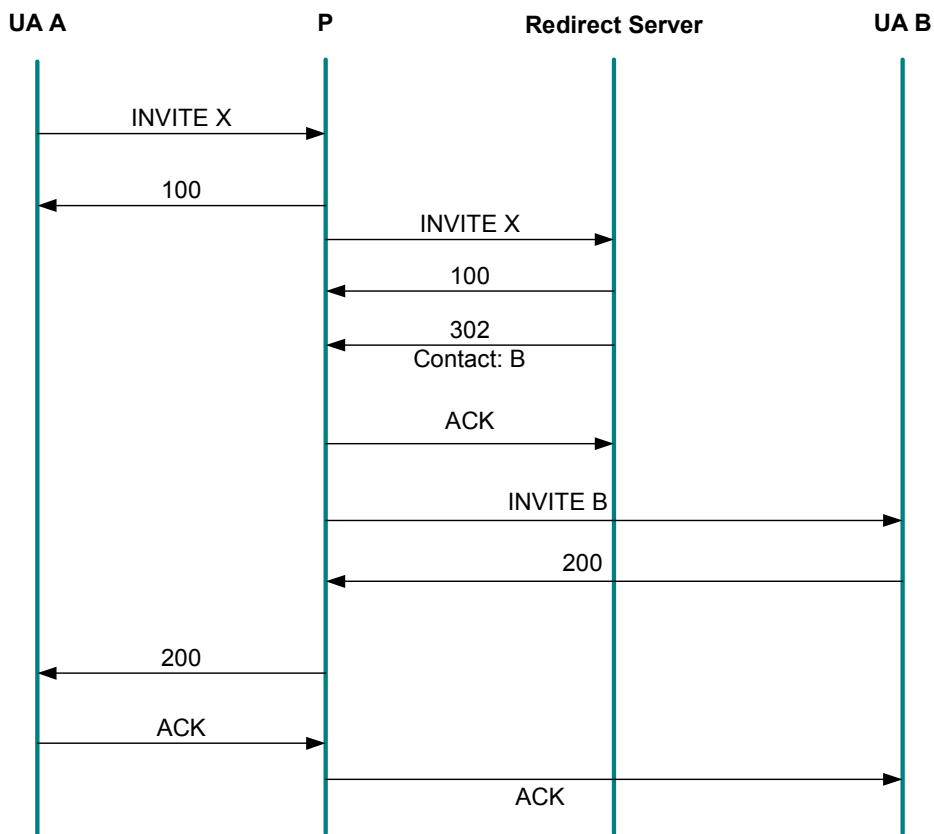 UA A
P
Redirect Server
UA B
INVITE X
100
INVITE X
100
302
Contact: B
ACK
INVITE B
200
200
ACK
ACK